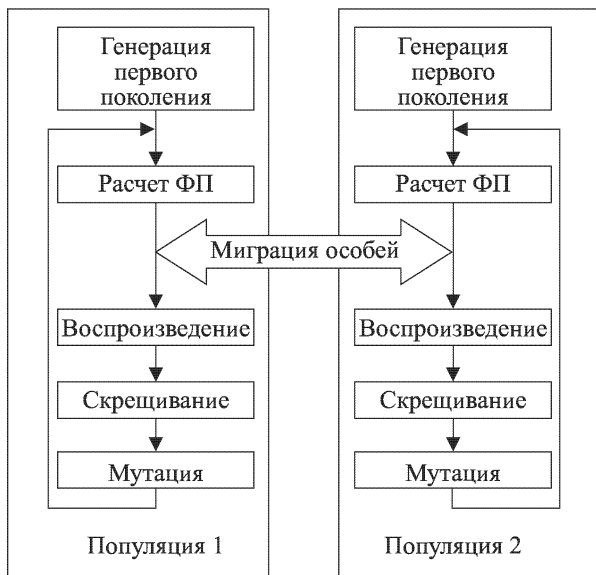 Генерация
первого
поколения
Расчет ФП
Воспроизведение
Скрещивание
Мутация
Популяция 1
Миграция особей
Генерация
первого
поколения
Расчет ФП
Воспроизведение
Скрещивание
Мутация
Популяция 2